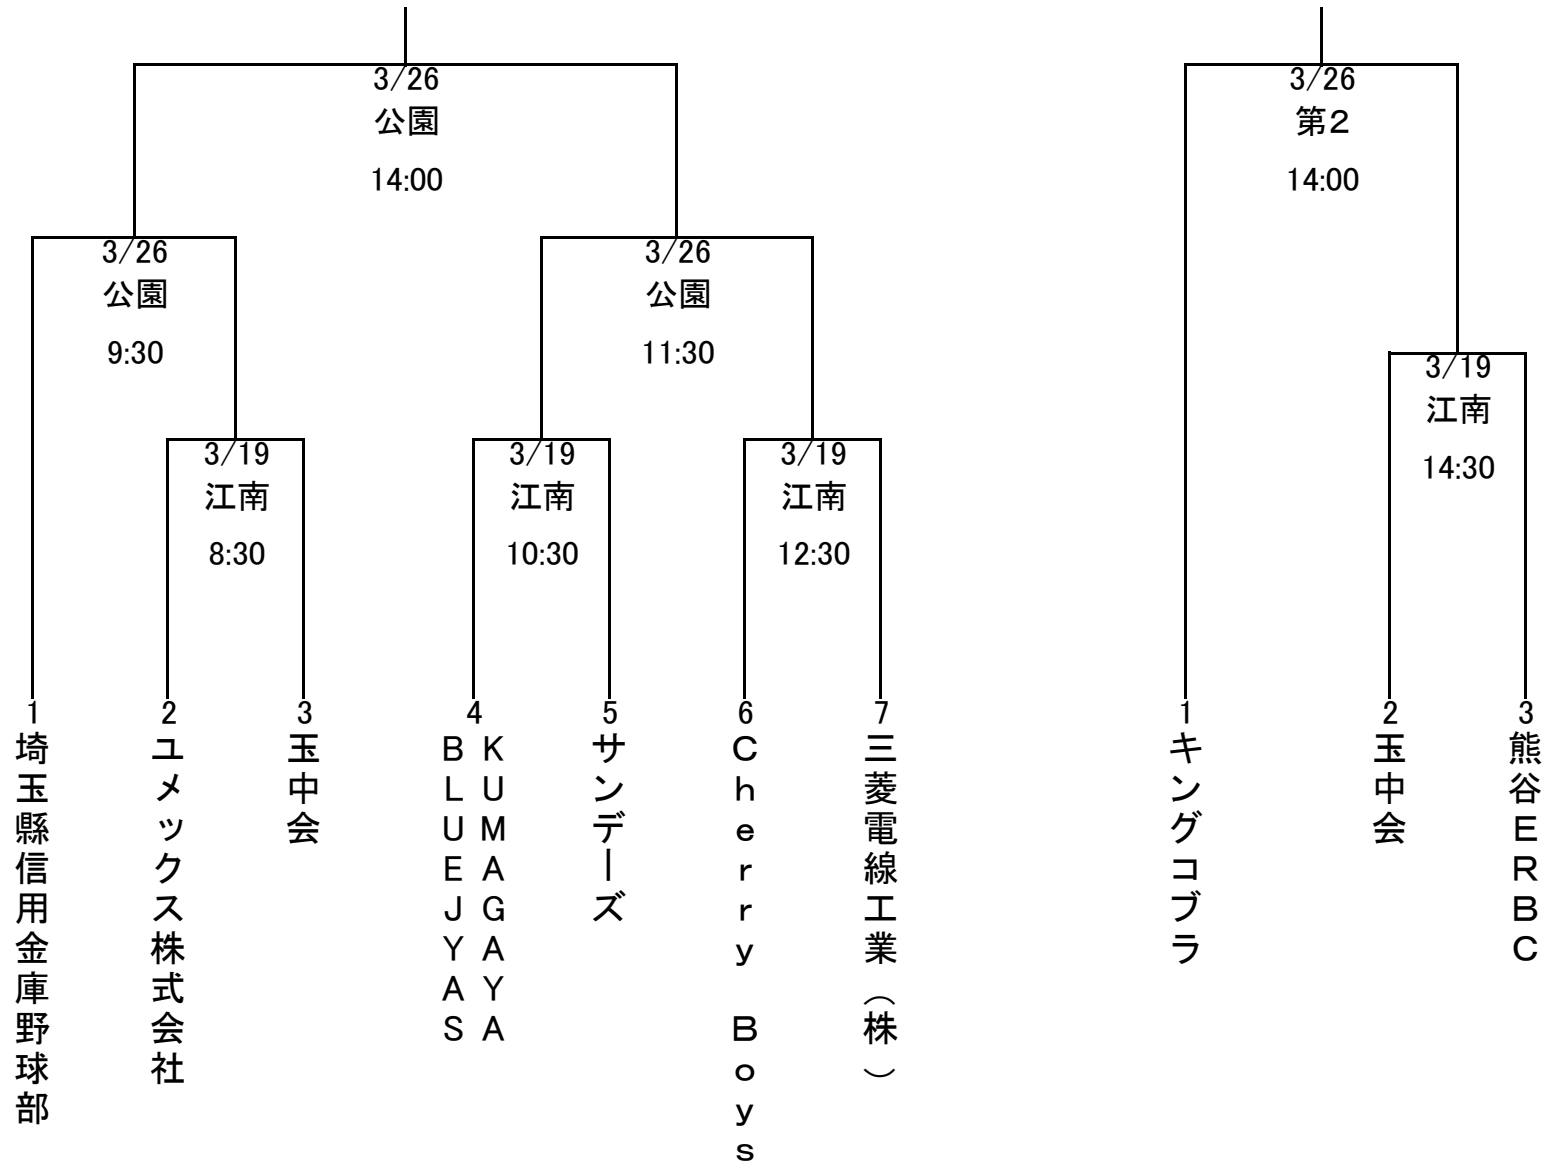 3/26
公園
14:00
3/26
第2
14:00
3/26
公園
9:30
3/26
公園
11:30
3/19
江南
14:30
3/19
江南
8:30
3/19
江南
10:30
3/19
江南
12:30
1
埼玉縣信用金庫野球部
2
ユメックス株式会社
3
玉中会
4
KUMAGAYA
BLUEJYAS
5
サンデーズ
6
Cherry Boys
7
三菱電線工業(株)
1
キングコブラ
2
玉中会
3
熊谷ERBC